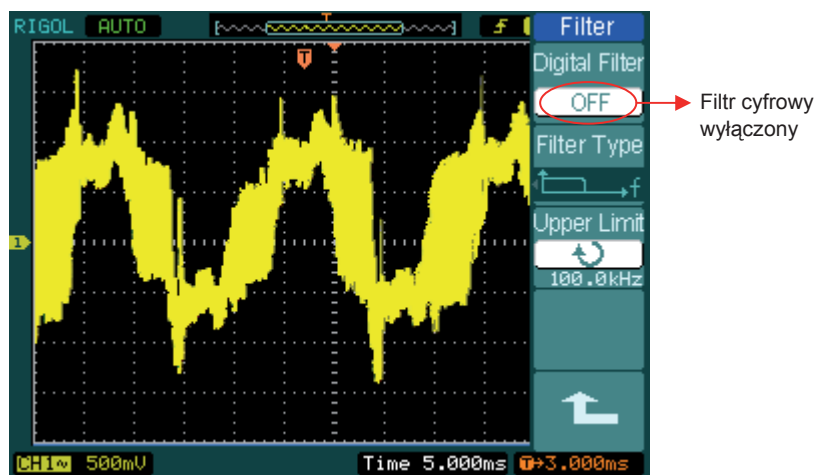 RIGOL AUTO
T
Filter
Digital Filter
OFF
Filtr cyfrowy
wyłączony
Filter Type
f
Upper Limit
100.0kHz
T
1
CH1~ 500mV Time 5.000ms T→3.000ms